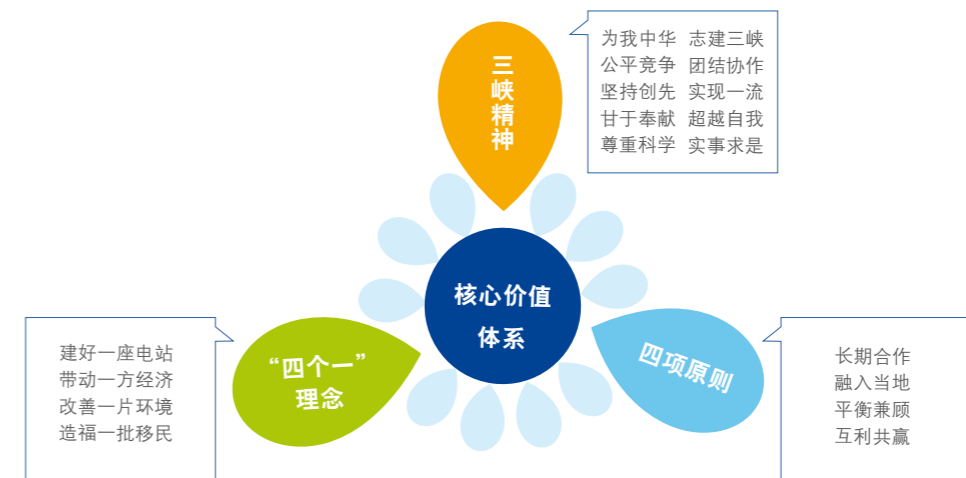 三峡精神
为我中华 志建三峡
公平竞争 团结协作
坚持创先 实现一流
甘于奉献 超越自我
尊重科学 实事求是
核心价值
体系
“四个一”
理念
建好一座电站
带动一方经济
改善一片环境
造福一批移民
四项原则
长期合作
融入当地
平衡兼顾
互利共赢